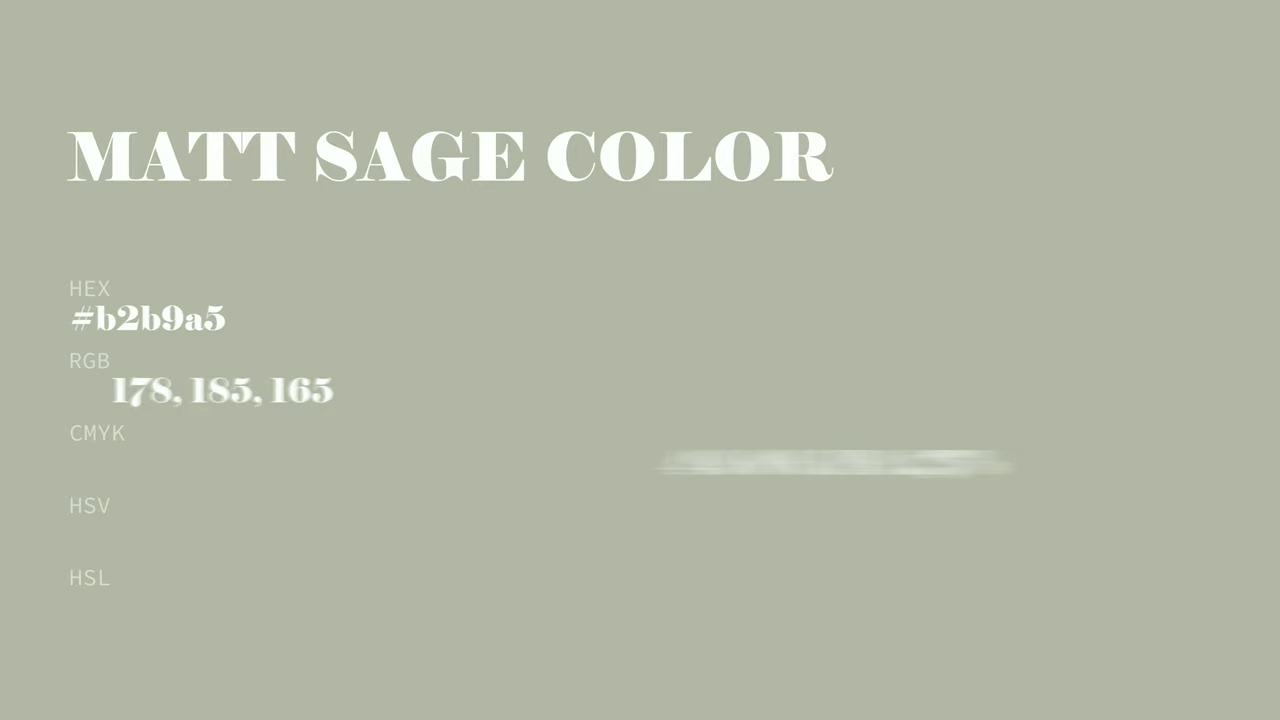 MATT SAGE COLOR
HEX
#b2b9a5
RGB
178, 185, 165
CMYK
HSV
HSL